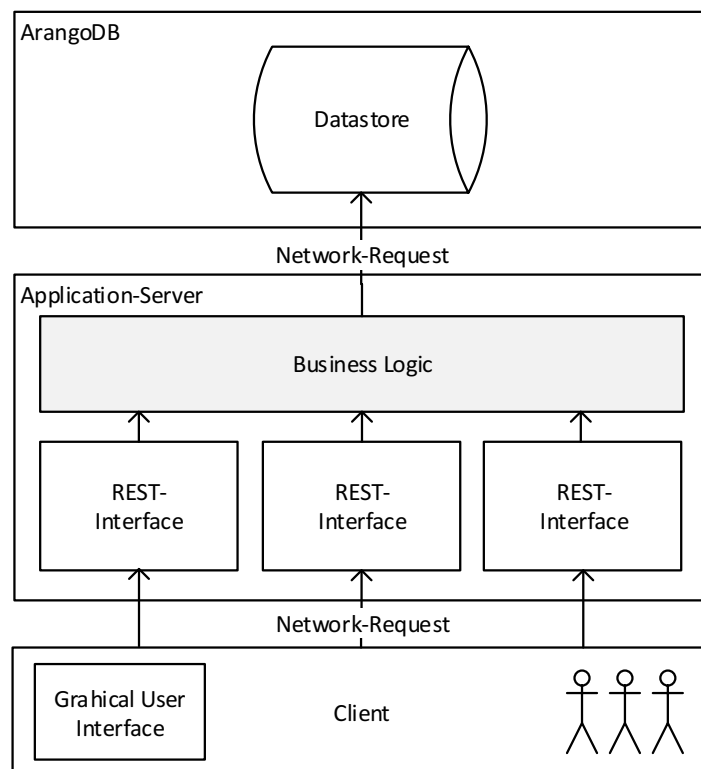 ArangoDB
Datastore
Network-Request
Application-Server
Business Logic
REST-
Interface
REST-
Interface
REST-
Interface
Network-Request
Grahical User
Interface
Client